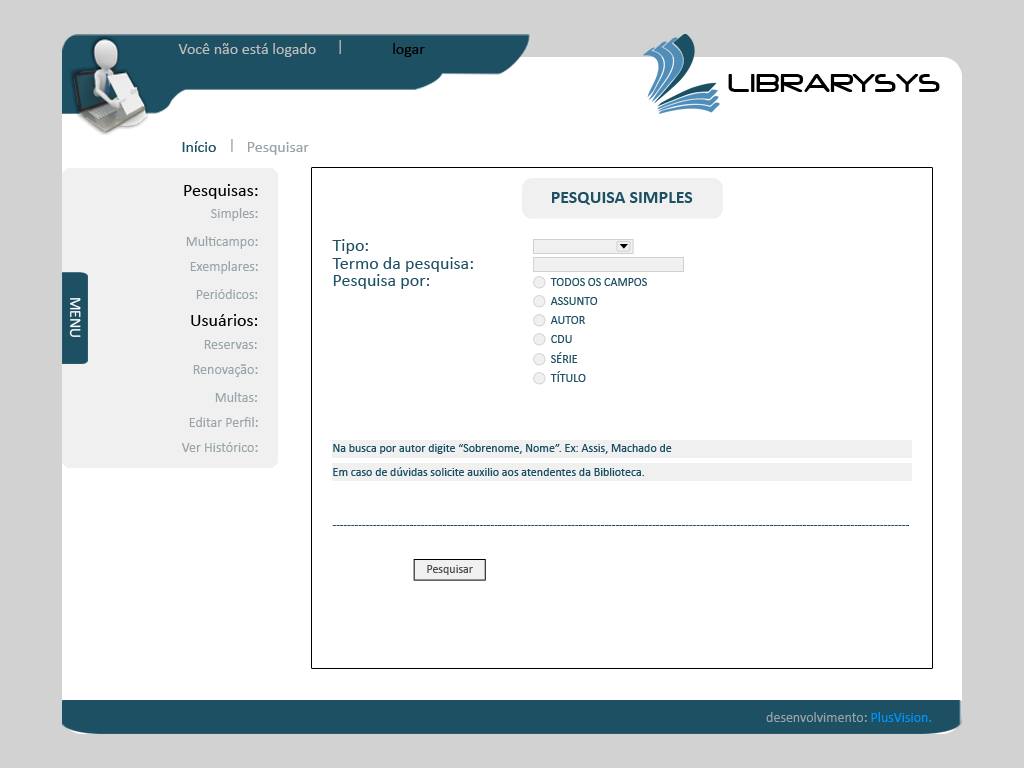 Você não está logado | logar
LIBRARYSYS
Início | Pesquisar
Pesquisas:
Simples:
Multicampo:
Exemplares:
Periódicos:
Usuários:
Reservas:
Renovação:
Multas:
Editar Perfil:
Ver Histórico:
MENU
PESQUISA SIMPLES
Tipo:
Termo da pesquisa:
Pesquisa por:
TODOS OS CAMPOS
ASSUNTO
AUTOR
CDU
SÉRIE
TÍTULO
Na busca por autor digite “Sobrenome, Nome”. Ex: Assis, Machado de
Em caso de dúvidas solicite auxilio aos atendentes da Biblioteca.
Pesquisar
desenvolvimento: PlusVision.